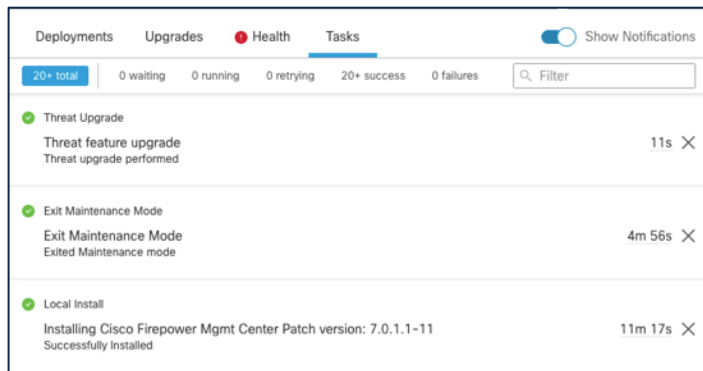 Deployments Upgrades Health Tasks Show Notifications
20+ total 0 waiting 0 running 0 retrying 20+ success 0 failures Filter
Threat Upgrade
Threat feature upgrade 11s
Threat upgrade performed
Exit Maintenance Mode
Exit Maintenance Mode 4m 56s
Exited Maintenance mode
Local Install
Installing Cisco Firepower Mgmt Center Patch version: 7.0.1.1-11 11m 17s
Successfully Installed